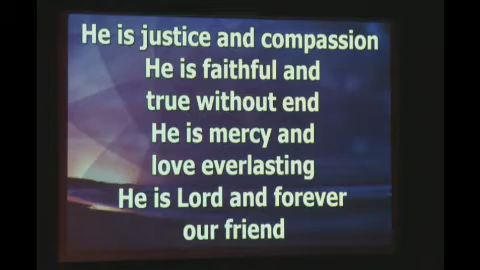 He is justice and compassion
He is faithful and
true without end
He is mercy and
love everlasting
He is Lord and forever
our friend